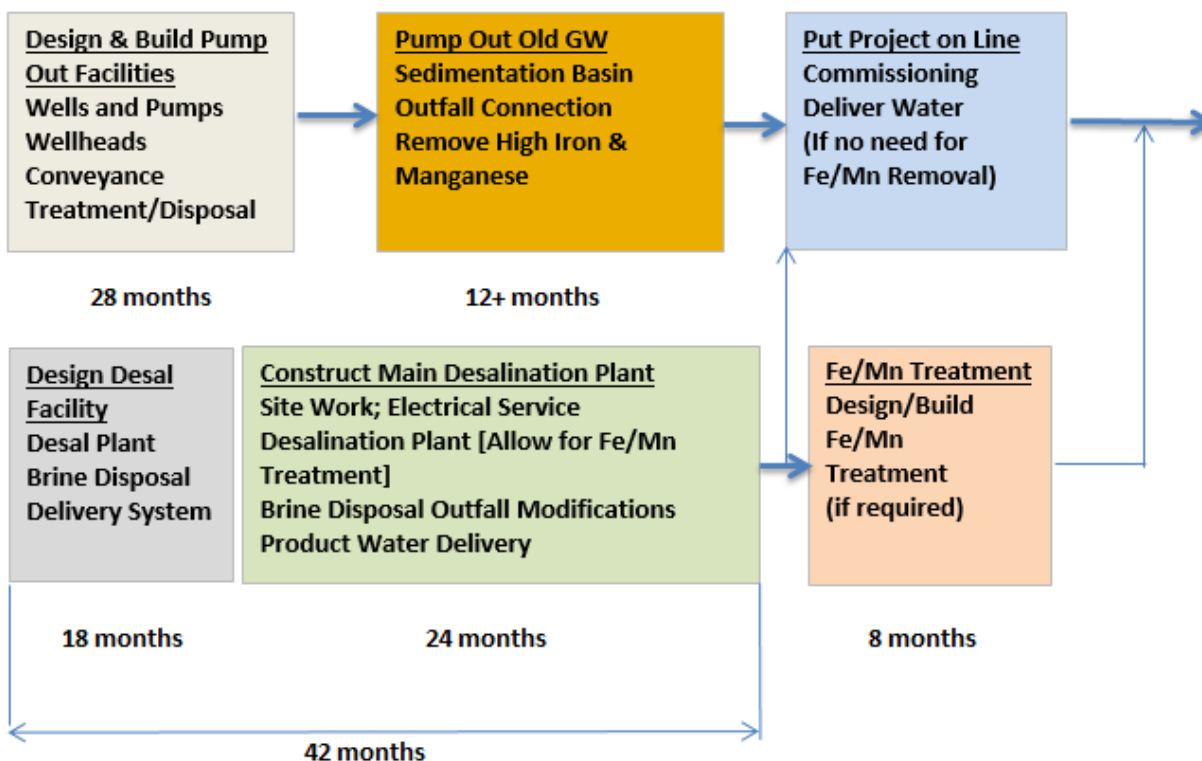 Design & Build Pump
Out Facilities
Wells and Pumps
Wellheads
Conveyance
Treatment/Disposal
28 months
Pump Out Old GW
Sedimentation Basin
Outfall Connection
Remove High Iron &
Manganese
12+ months
Put Project on Line
Commissioning
Deliver Water
(If no need for
Fe/Mn Removal)
Design Desal
Facility
Desal Plant
Brine Disposal
Delivery System
18 months
Construct Main Desalination Plant
Site Work; Electrical Service
Desalination Plant [Allow for Fe/Mn
Treatment]
Brine Disposal Outfall Modifications
Product Water Delivery
24 months
Fe/Mn Treatment
Design/Build
Fe/Mn
Treatment
(if required)
8 months
42 months